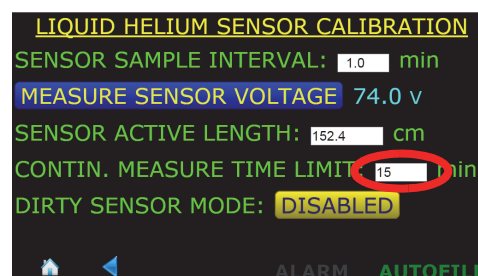 LIQUID HELIUM SENSOR CALIBRATION
SENSOR SAMPLE INTERVAL: 1.0 min
MEASURE SENSOR VOLTAGE 74.0 v
SENSOR ACTIVE LENGTH: 152.4 cm
CONTIN. MEASURE TIME LIMIT: 15 min
DIRTY SENSOR MODE: DISABLED
ALARM AUTOFILL